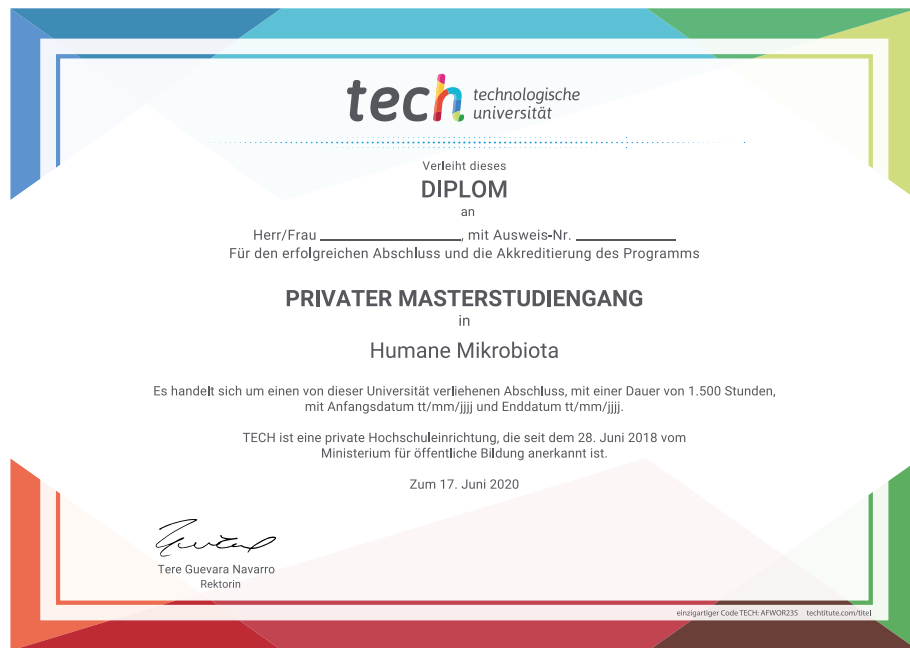 tech technologische
universität
Verleiht dieses
DIPLOM
an
Herr/Frau ____________, mit Ausweis-Nr. ____________
Für den erfolgreichen Abschluss und die Akkreditierung des Programms
PRIVATER MASTERSTUDIENGANG
in
Humane Mikrobiota
Es handelt sich um einen von dieser Universität verliehenen Abschluss, mit einer Dauer von 1.500 Stunden,
mit Anfangsdatum tt/mm/jjjj und Enddatum tt/mm/jjjj.
TECH ist eine private Hochschuleinrichtung, die seit dem 28. Juni 2018 vom
Ministerium für öffentliche Bildung anerkannt ist.
Zum 17. Juni 2020
Tere Guevara Navarro
Rektorin
einzigartiger Code TECH: AFWOR23S techtitute.com/titel